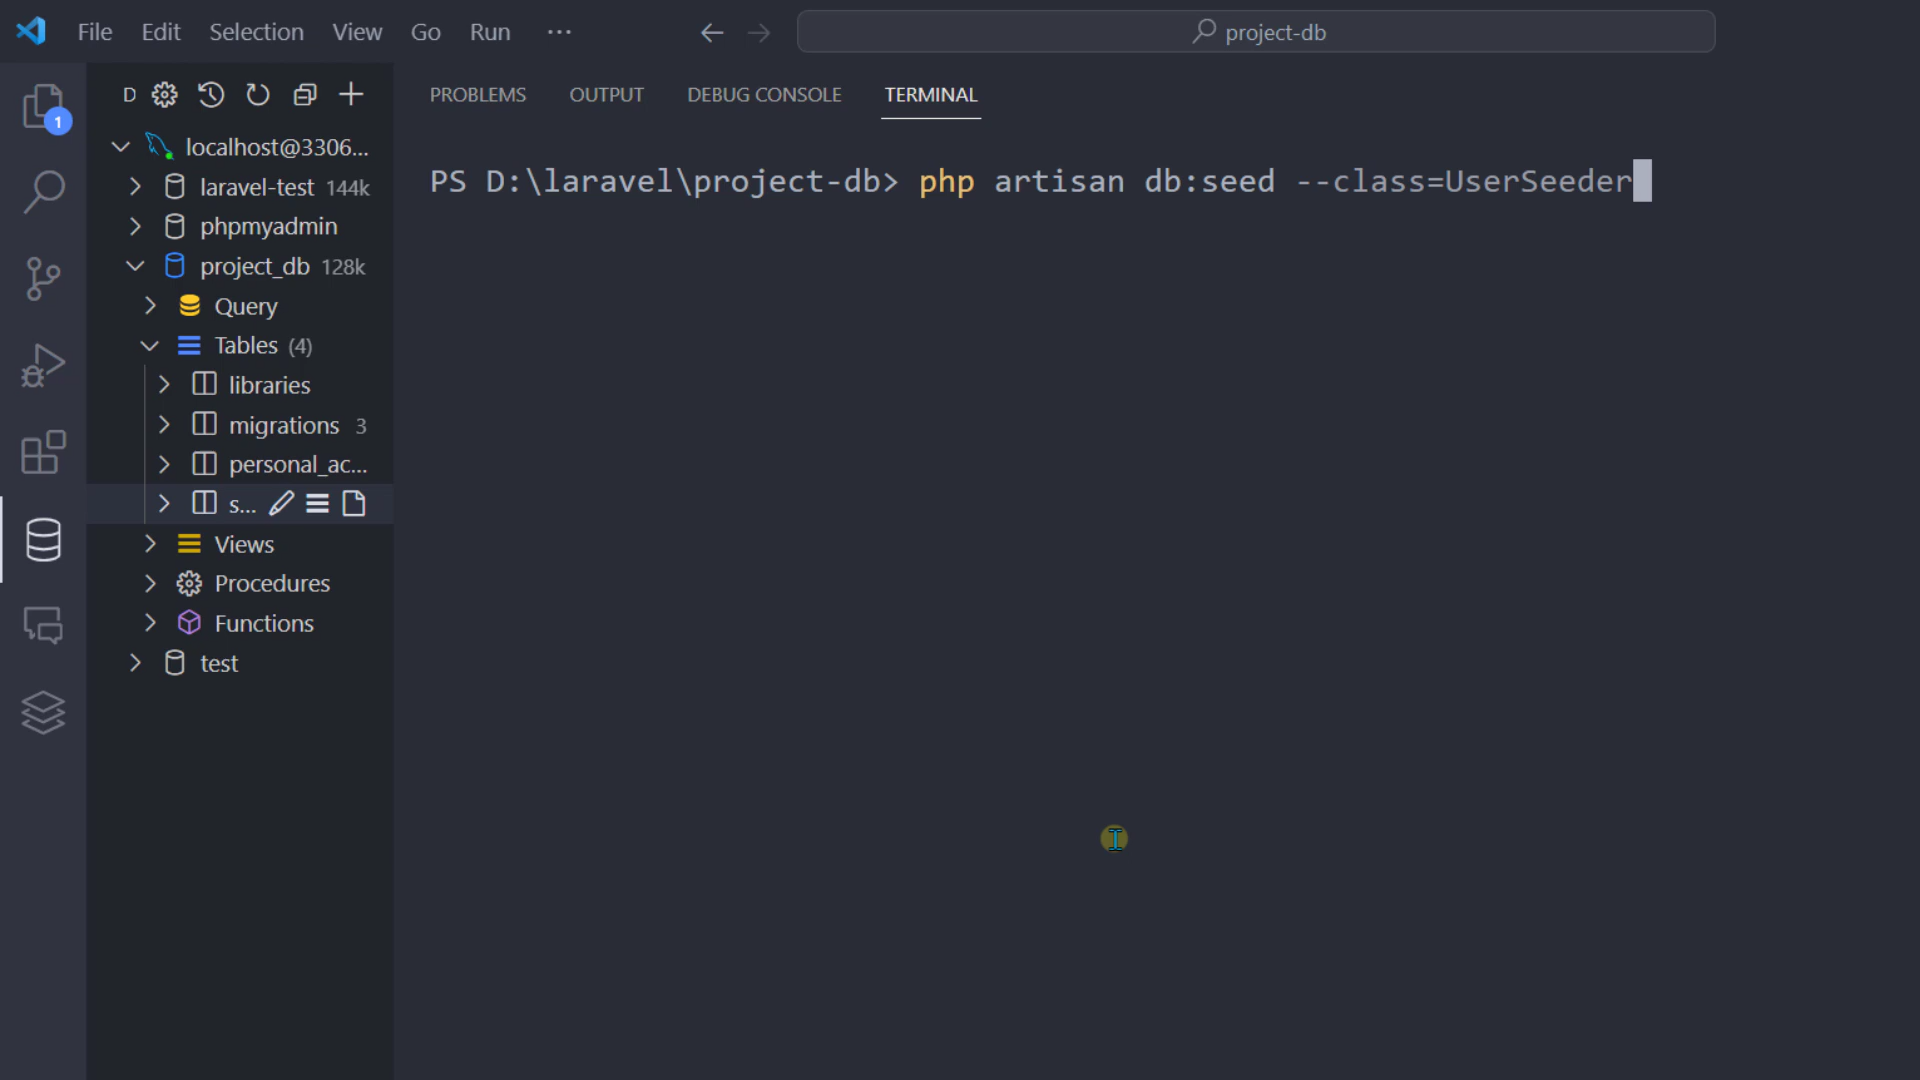 File Edit Selection View Go Run ...
project-db
D
PROBLEMS OUTPUT DEBUG CONSOLE TERMINAL
1
localhost@3306...
laravel-test 144k
phpmyadmin
project_db 128k
Query
Tables (4)
libraries
migrations 3
personal_ac...
s...
Views
Procedures
Functions
test
PS D:\laravel\project-db> php artisan db:seed --class=UserSeeder